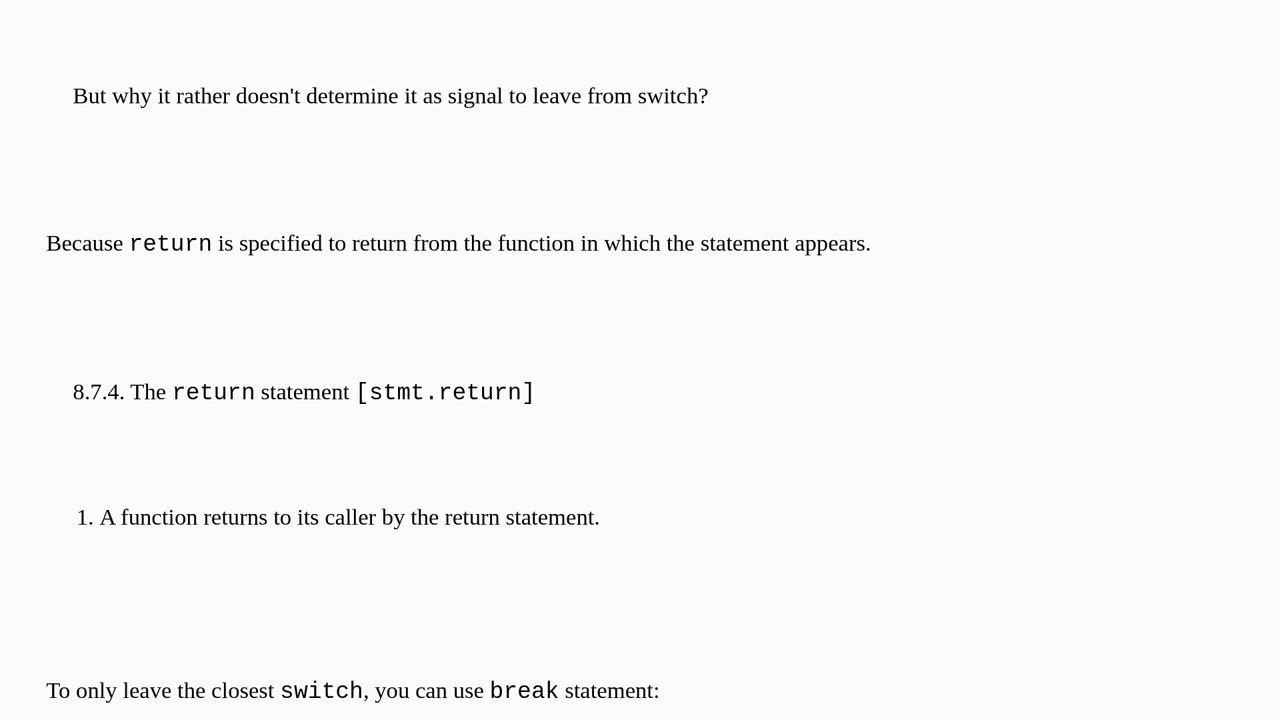 But why it rather doesn't determine it as signal to leave from switch?
Because return is specified to return from the function in which the statement appears.
8.7.4. The return statement [stmt.return]
1. A function returns to its caller by the return statement.
To only leave the closest switch, you can use break statement: